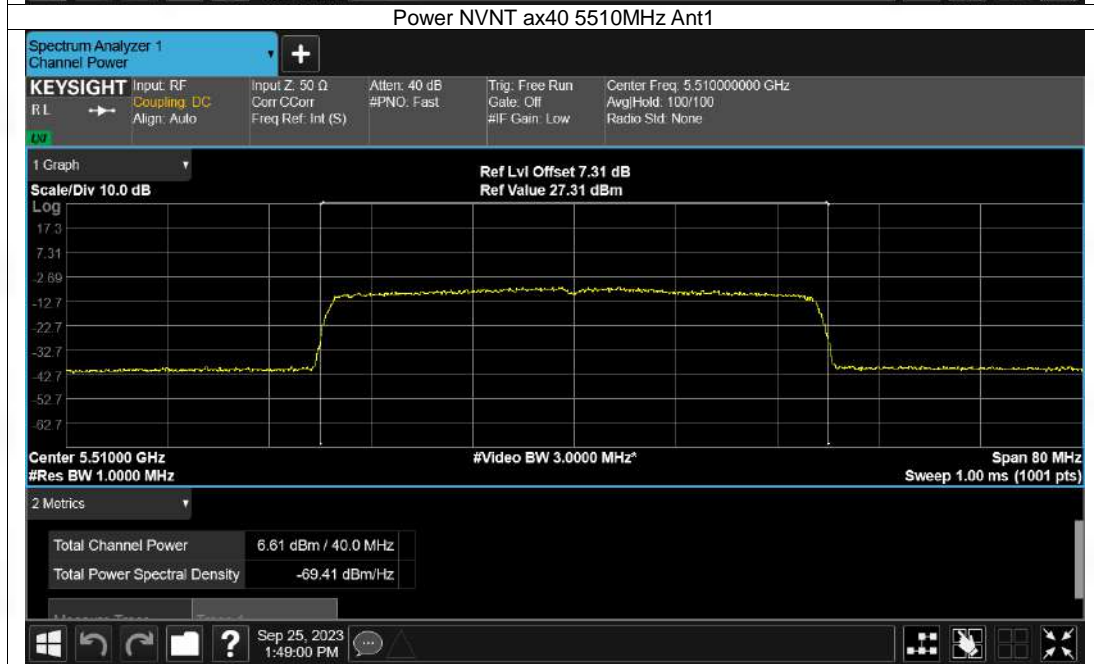 Power NVNT ax40 5510MHz Ant1
Spectrum Analyzer 1
Channel Power
+
KEYSIGHT
R L
LXI
Input: RF
Coupling: DC
Align: Auto
Input Z: 50 Ω
Corr CCorr
Freq Ref: Int (S)
Atten: 40 dB
#PNO: Fast
Trig: Free Run
Gate: Off
#IF Gain: Low
Center Freq: 5.510000000 GHz
Avg|Hold: 100/100
Radio Std: None
1 Graph
Scale/Div 10.0 dB
Ref Lvl Offset 7.31 dB
Ref Value 27.31 dBm
Log
17.3
7.31
-2.69
-12.7
-22.7
-32.7
-42.7
-52.7
-62.7
Center 5.51000 GHz
#Res BW 1.0000 MHz
#Video BW 3.0000 MHz*
Span 80 MHz
Sweep 1.00 ms (1001 pts)
2 Metrics
Total Channel Power 6.61 dBm / 40.0 MHz
Total Power Spectral Density -69.41 dBm/Hz
?
Sep 25, 2023
1:49:00 PM